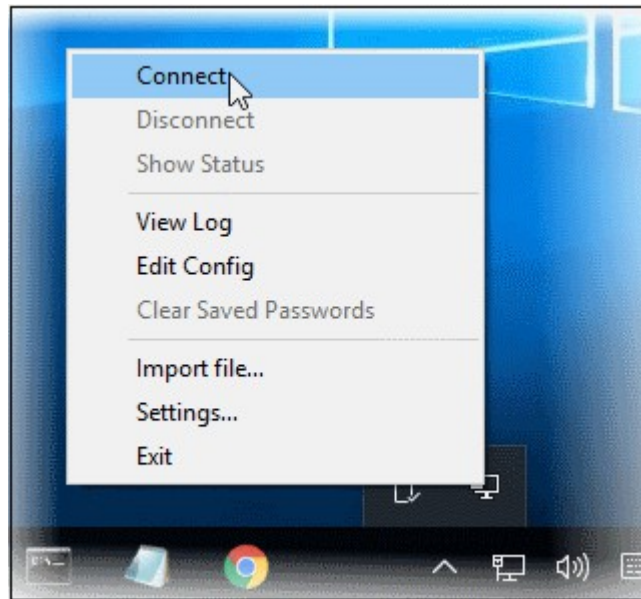 Connect
Disconnect
Show Status
View Log
Edit Config
Clear Saved Passwords
Import file...
Settings...
Exit